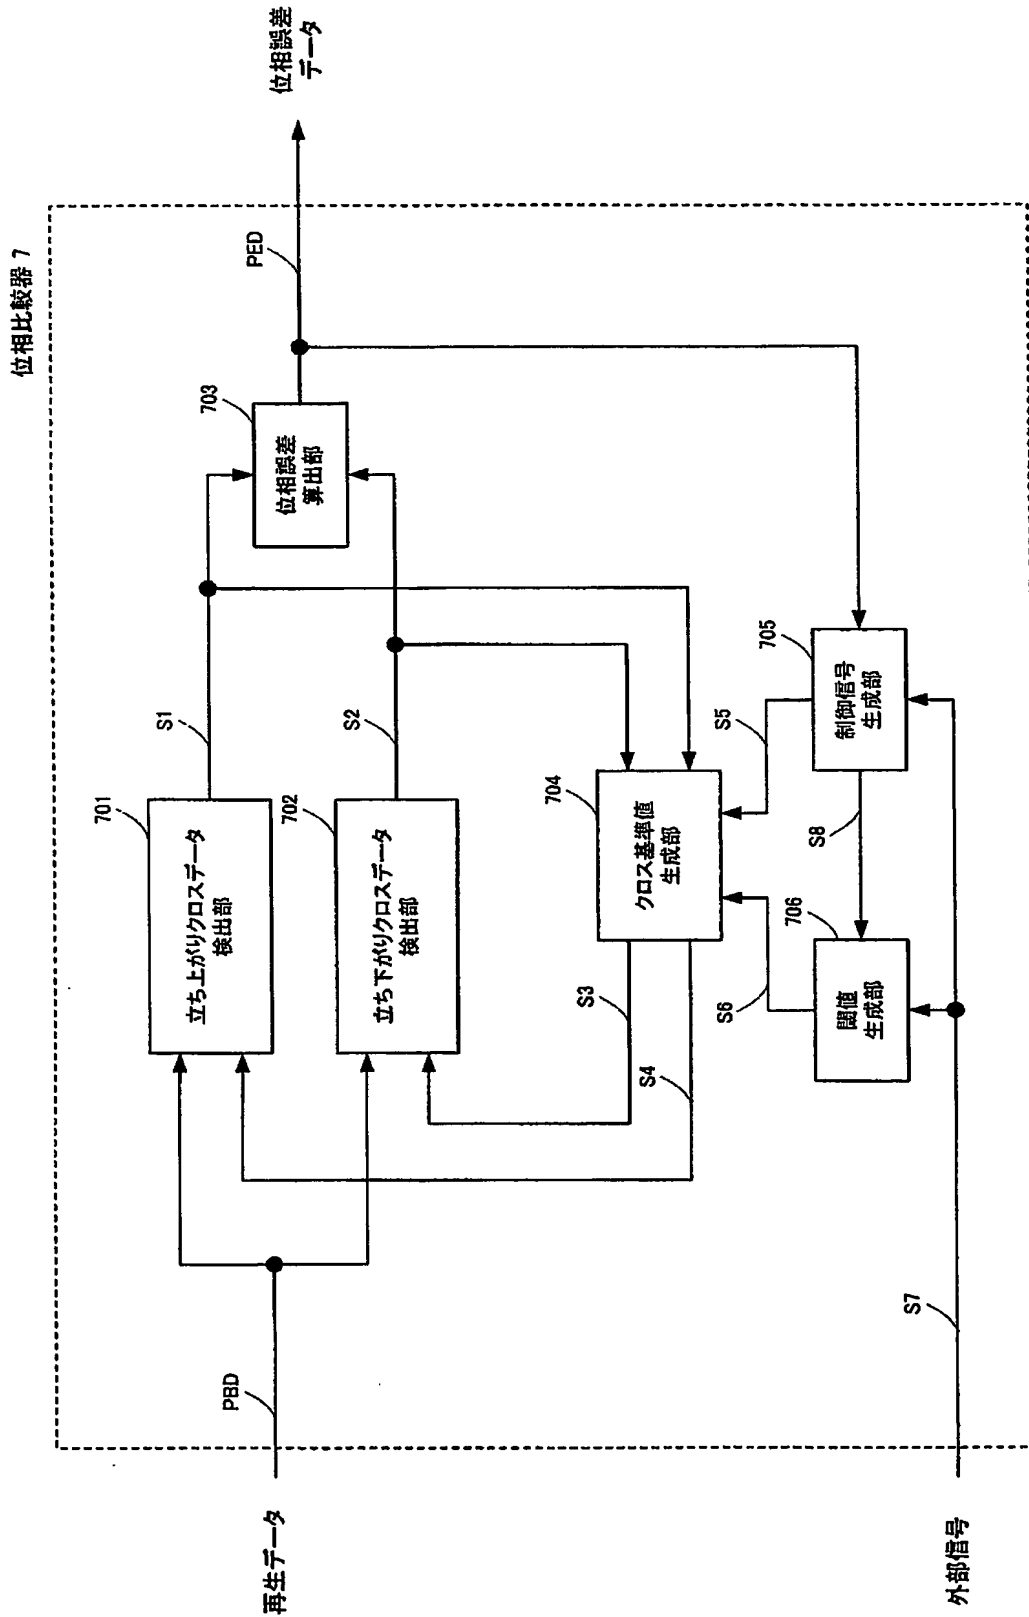 位相比較器 7
再生データ
PBD
701
立ち上がりクロスデータ
検出部
S1
702
立ち下がりクロスデータ
検出部
S2
703
位相誤差
算出部
PED
位相誤差
データ
S3
S4
704
クロス基準値
生成部
S5
S6
705
制御信号
生成部
S8
706
閾値
生成部
S7
外部信号